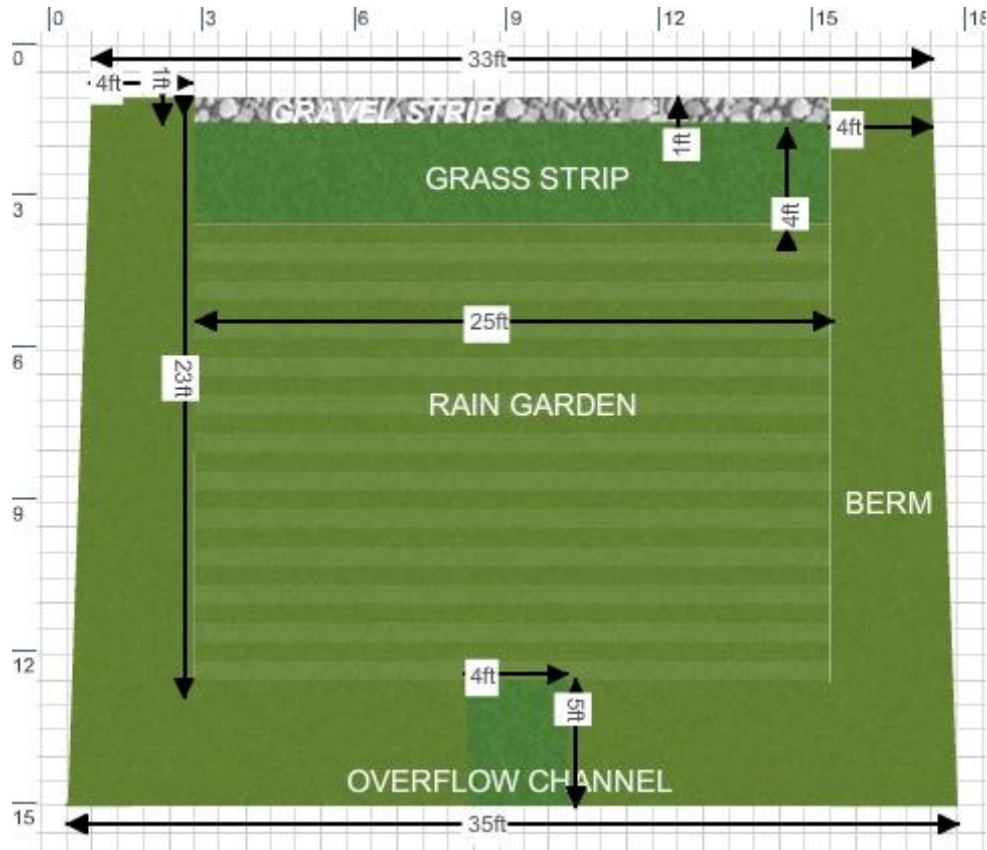 0 3 6 9 12 15 18
0
33ft
4ft
1ft
GRAVEL STRIP
1ft
4ft
GRASS STRIP
3
4ft
25ft
6
23ft
RAIN GARDEN
9
BERM
12
4ft
5ft
OVERFLOW CHANNEL
15
35ft